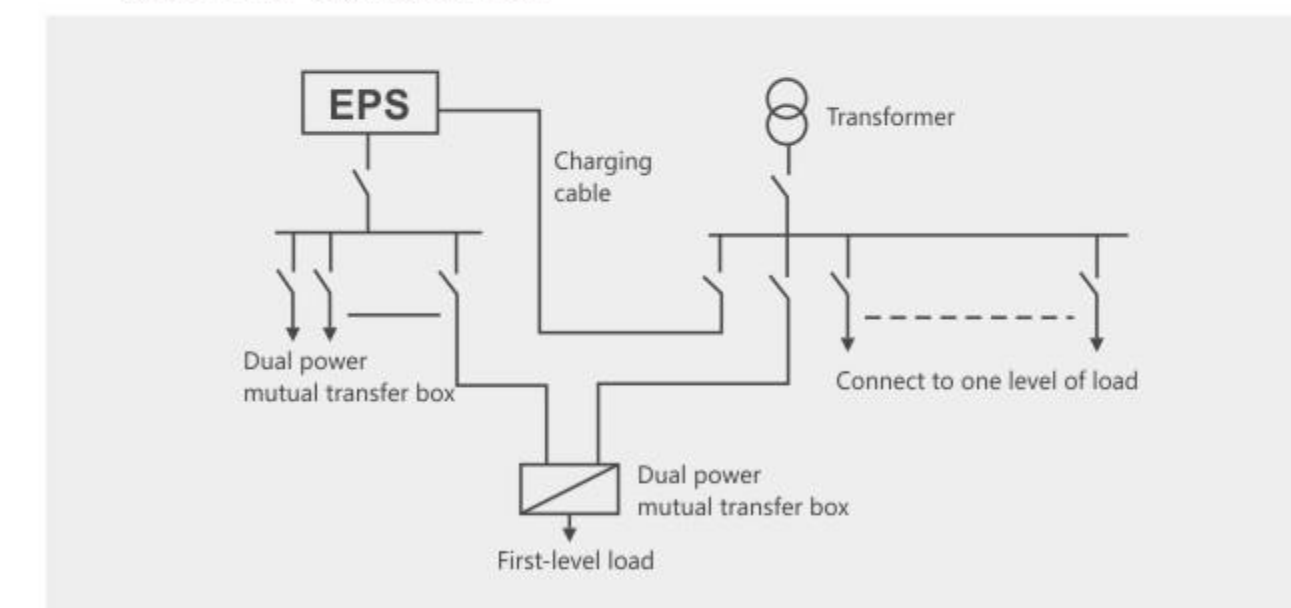 EPS
Transformer
Charging
cable
Dual power
mutual transfer box
Connect to one level of load
Dual power
mutual transfer box
First-level load